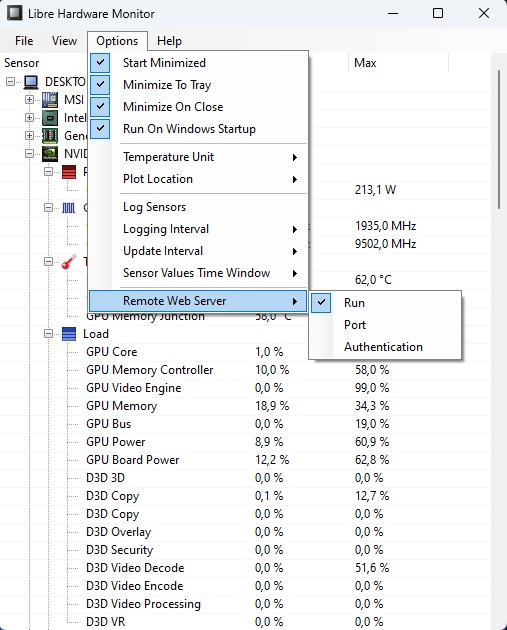 Libre Hardware Monitor
File View Options Help
Sensor Max
Start Minimized
DESKTO
Minimize To Tray
MSI
Minimize On Close
Intel
Run On Windows Startup
Gene
NVID
Temperature Unit
Plot Location
213,1 W
Log Sensors
Logging Interval
1935,0 MHz
Update Interval
9502,0 MHz
Sensor Values Time Window
62,0 °C
Remote Web Server
Run
Port
Authentication
GPU Memory Junction 58,0 °C
Load
GPU Core 1,0 %
GPU Memory Controller 10,0 % 58,0 %
GPU Video Engine 0,0 % 99,0 %
GPU Memory 18,9 % 34,3 %
GPU Bus 0,0 % 19,0 %
GPU Power 8,9 % 60,9 %
GPU Board Power 12,2 % 62,8 %
D3D 3D 0,0 % 0,0 %
D3D Copy 0,1 % 12,7 %
D3D Copy 0,0 % 0,0 %
D3D Overlay 0,0 % 0,0 %
D3D Security 0,0 % 0,0 %
D3D Video Decode 0,0 % 51,6 %
D3D Video Encode 0,0 % 0,0 %
D3D Video Processing 0,0 % 0,0 %
D3D VR 0,0 % 0,0 %